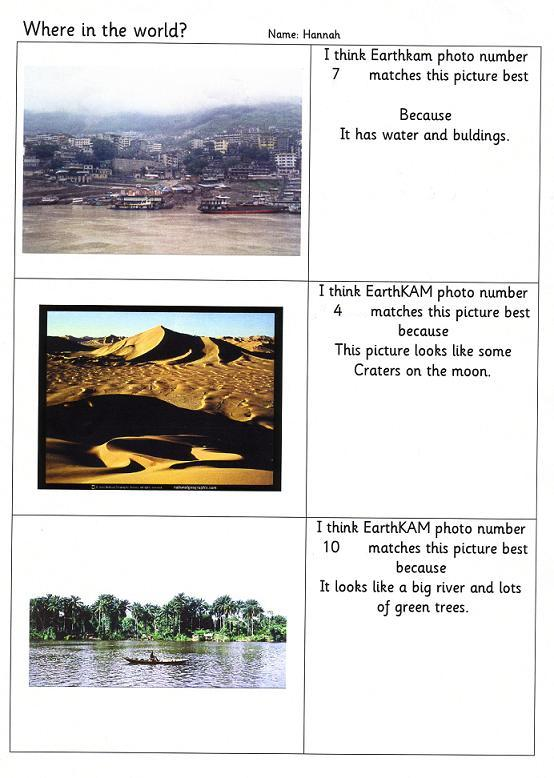 Where in the world?
Name: Hannah
I think Earthkam photo number
7 matches this picture best
Because
It has water and buldings.
I think EarthKAM photo number
4 matches this picture best
because
This picture looks like some
Craters on the moon.
nationalgeographic.com
I think EarthKAM photo number
10 matches this picture best
because
It looks like a big river and lots
of green trees.